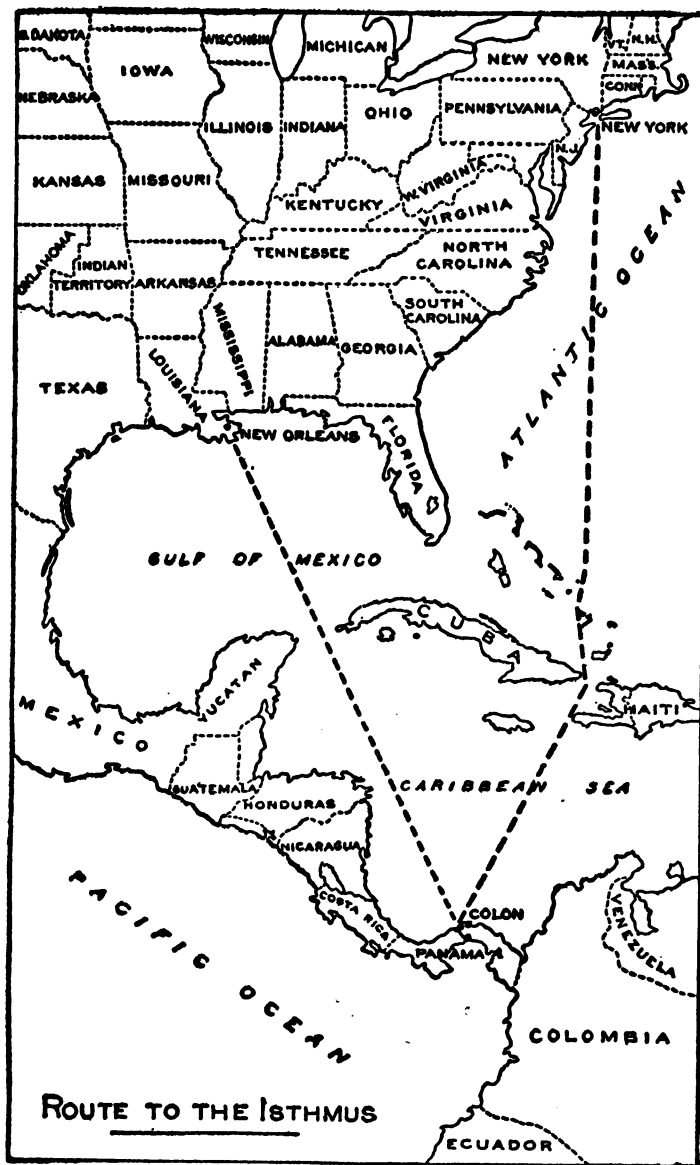 S. DAKOTA
WISCONSIN
MICHIGAN
NEW YORK
VT.
N.H.
MASS.
CONN.
IOWA
NEBRASKA
ILLINOIS
INDIANA
OHIO
PENNSYLVANIA
N.J.
NEW YORK
KANSAS
MISSOURI
KENTUCKY
W. VIRGINIA
VIRGINIA
OKLAHOMA
INDIAN
TERRITORY
ARKANSAS
TENNESSEE
NORTH
CAROLINA
SOUTH
CAROLINA
MISSISSIPPI
ALABAMA
GEORGIA
TEXAS
LOUISIANA
NEW ORLEANS
FLORIDA
ATLANTIC OCEAN
GULF OF MEXICO
CUBA
HAITI
YUCATAN
MEXICO
GUATEMALA
HONDURAS
NICARAGUA
CARIBBEAN SEA
COSTA RICA
COLON
PANAMA
VENEZUELA
PACIFIC OCEAN
COLOMBIA
ECUADOR
ROUTE TO THE ISTHMUS